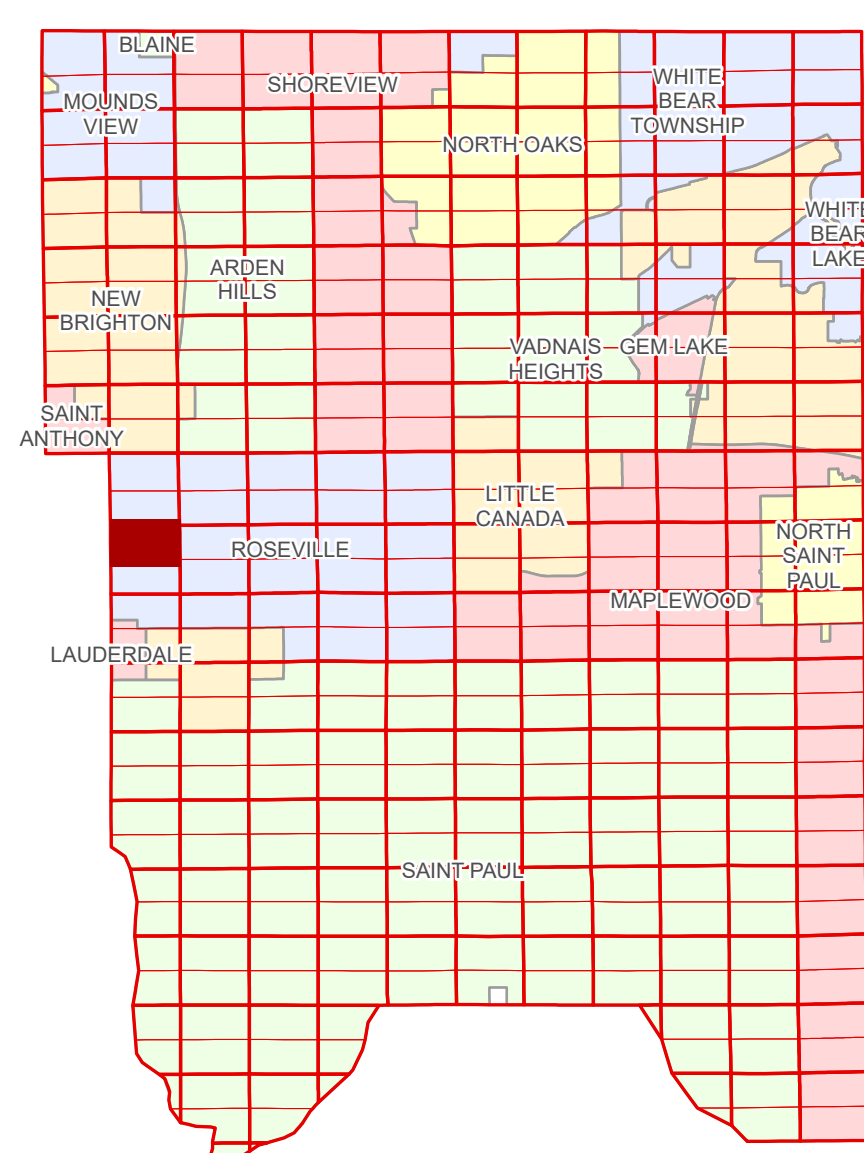 BLAINE
SHOREVIEW
WHITE
BEAR
TOWNSHIP
MOUNDS
VIEW
NORTH OAKS
WHITE
BEAR
LAKE
ARDEN
HILLS
NEW
BRIGHTON
VADNAIS
HEIGHTS
GEM LAKE
SAINT
ANTHONY
LITTLE
CANADA
NORTH
SAINT
PAUL
ROSEVILLE
MAPLEWOOD
LAUDERDALE
SAINT PAUL